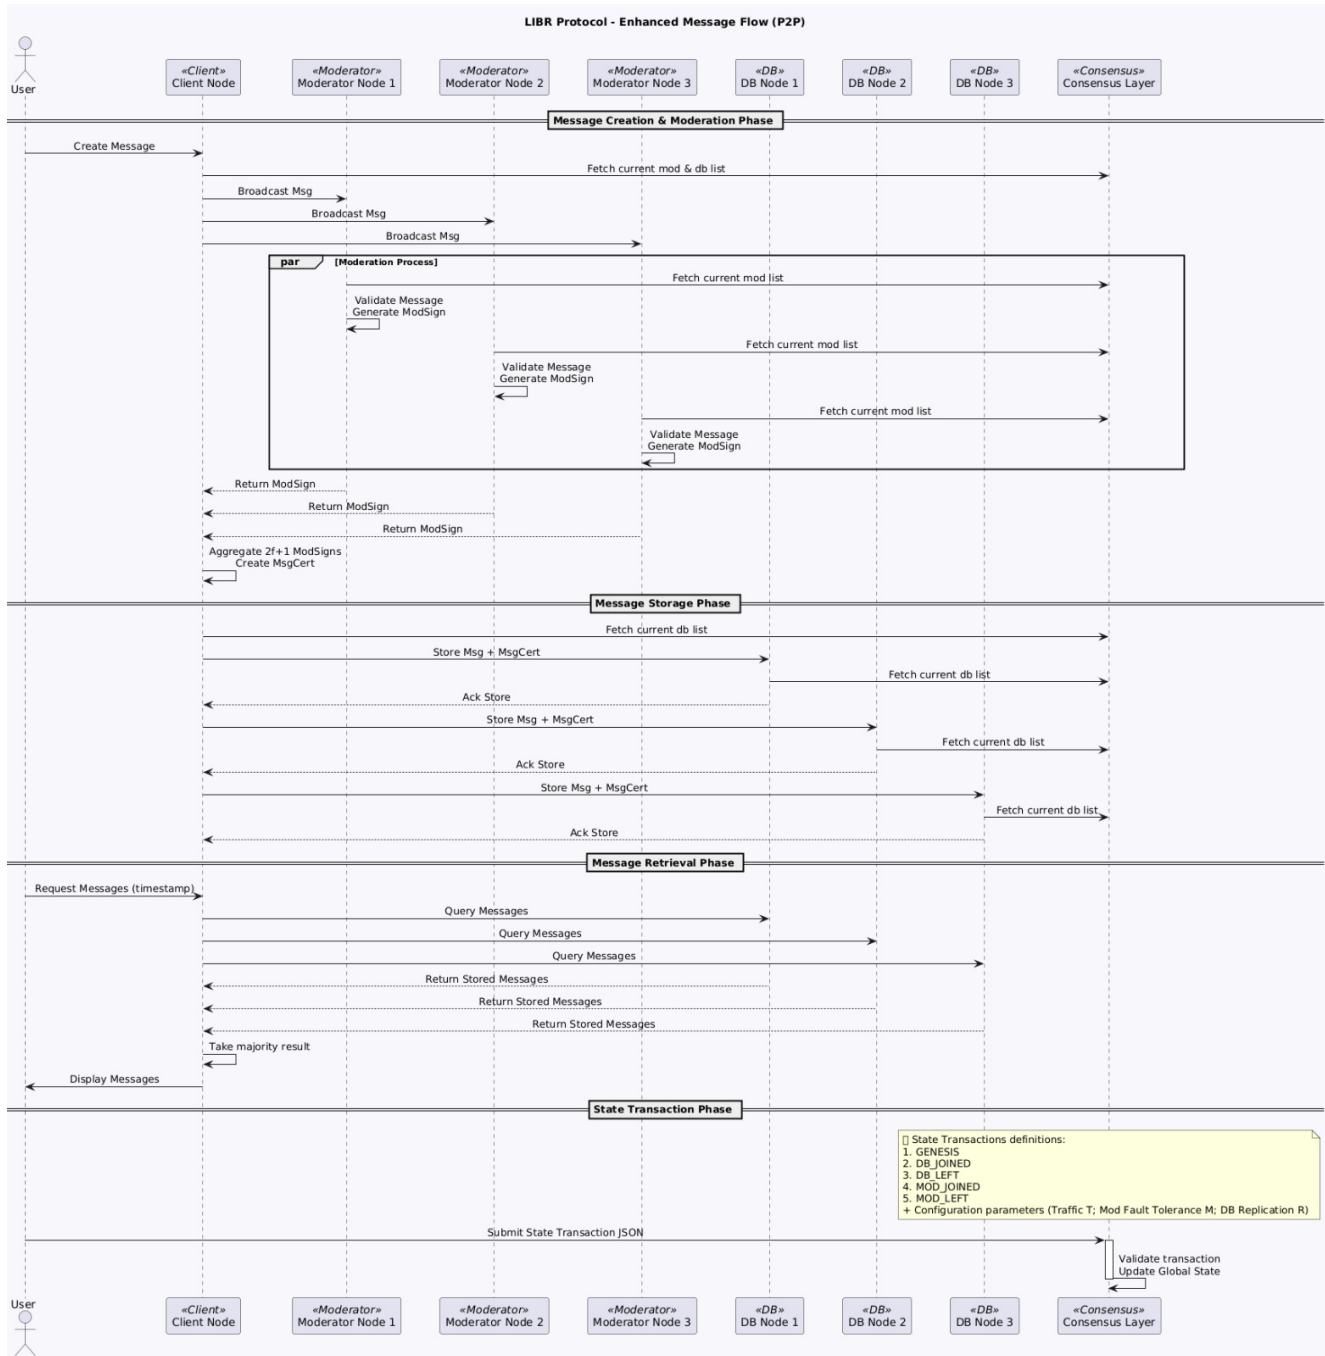 LIBR Protocol - Enhanced Message Flow (P2P)
User
«Client»
Client Node
«Moderator»
Moderator Node 1
«Moderator»
Moderator Node 2
«Moderator»
Moderator Node 3
«DB»
DB Node 1
«DB»
DB Node 2
«DB»
DB Node 3
«Consensus»
Consensus Layer
Message Creation & Moderation Phase
Create Message
Fetch current mod & db list
Broadcast Msg
Broadcast Msg
Broadcast Msg
par [Moderation Process]
Fetch current mod list
Validate Message
Generate ModSign
Fetch current mod list
Validate Message
Generate ModSign
Fetch current mod list
Validate Message
Generate ModSign
Return ModSign
Return ModSign
Return ModSign
Aggregate 2f+1 ModSigns
Create MsgCert
Message Storage Phase
Fetch current db list
Store Msg + MsgCert
Fetch current db list
Ack Store
Store Msg + MsgCert
Fetch current db list
Ack Store
Store Msg + MsgCert
Fetch current db list
Ack Store
Message Retrieval Phase
Request Messages (timestamp)
Query Messages
Query Messages
Query Messages
Return Stored Messages
Return Stored Messages
Return Stored Messages
Take majority result
Display Messages
State Transaction Phase
State Transactions definitions:
1. GENESIS
2. DB_JOINED
3. DB_LEFT
4. MOD_JOINED
5. MOD_LEFT
+ Configuration parameters (Traffic T; Mod Fault Tolerance M; DB Replication R)
Submit State Transaction JSON
Validate transaction
Update Global State
User
«Client»
Client Node
«Moderator»
Moderator Node 1
«Moderator»
Moderator Node 2
«Moderator»
Moderator Node 3
«DB»
DB Node 1
«DB»
DB Node 2
«DB»
DB Node 3
«Consensus»
Consensus Layer